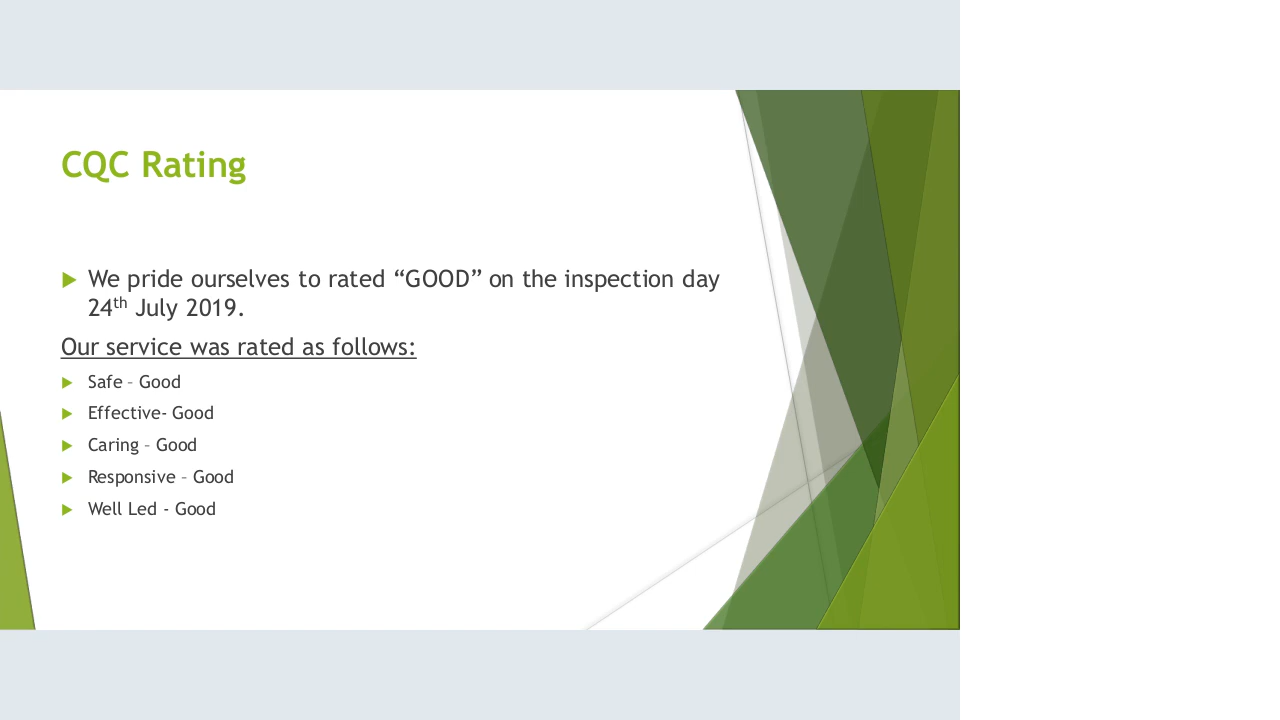 CQC Rating
We pride ourselves to rated “GOOD” on the inspection day
24th July 2019.
Our service was rated as follows:
Safe – Good
Effective- Good
Caring – Good
Responsive – Good
Well Led - Good